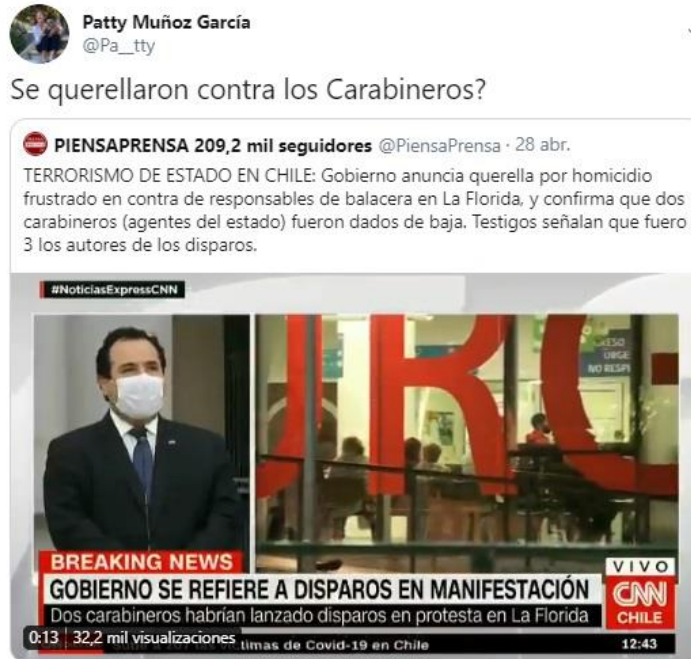 Patty Muñoz García
@Pa__tty
Se querellaron contra los Carabineros?
PIENSAPRENSA 209,2 mil seguidores @PiensaPrensa · 28 abr.
TERRORISMO DE ESTADO EN CHILE: Gobierno anuncia querella por homicidio
frustrado en contra de responsables de balacera en La Florida, y confirma que dos
carabineros (agentes del estado) fueron dados de baja. Testigos señalan que fuero
3 los autores de los disparos.
#NoticiasExpressCNN
URGE
NO RESPI
URC
BREAKING NEWS
GOBIERNO SE REFIERE A DISPAROS EN MANIFESTACIÓN
Dos carabineros habrían lanzado disparos en protesta en La Florida
VIVO
CNN
CHILE
0:13 32,2 mil visualizaciones
timas de Covid-19 en Chile
12:43